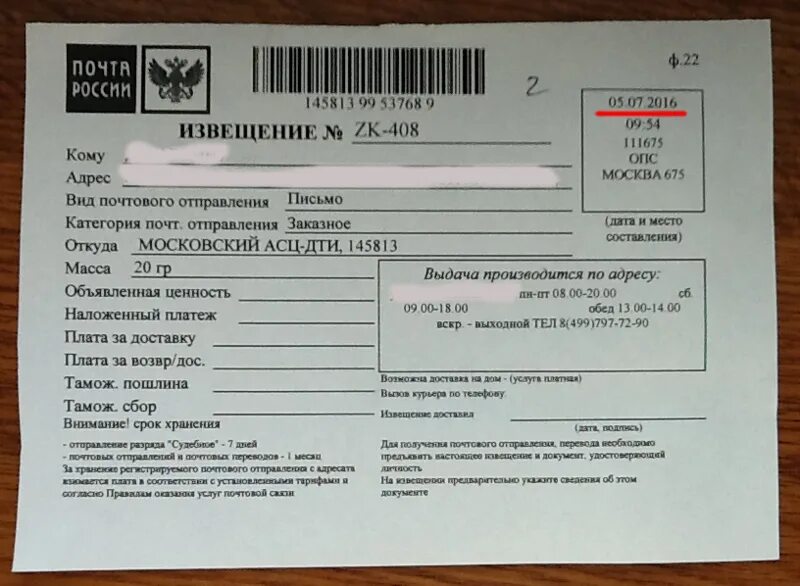 ПОЧТА
РОССИИ
145813 99 53768 9
2
ф.22
05.07.2016
09:54
111675
ОПС
МОСКВА 675
(дата и место
составления)
ИЗВЕЩЕНИЕ № ZK-408
Кому
Адрес
Вид почтового отправления Письмо
Категория почт. отправления Заказное
Откуда МОСКОВСКИЙ АСЦ-ДТИ, 145813
Масса 20 гр
Объявленная ценность
Наложенный платеж
Плата за доставку
Плата за возвр/дос.
Тамож. пошлина
Тамож. сбор
Внимание! срок хранения
- отправление разряда "Судебное" - 7 дней
- почтовых отправлений и почтовых переводов - 1 месяц
За хранение регистрируемого почтового отправления с адресата
взимается плата в соответствии с установленными тарифами и
согласно Правилам оказания услуг почтовой связи
Выдача производится по адресу:
пн-пт 08.00-20.00 сб.
09.00-18.00 обед 13.00-14.00
вскр. - выходной ТЕЛ 8(499)797-72-90
Возможна доставка на дом - (услуга платная)
Вызов курьера по телефону
Извещение доставил
(дата, подпись)
Для получения почтового отправления, перевода необходимо
предъявить настоящее извещение и документ, удостоверяющий
личность
На извещении предварительно укажите сведения об этом
документе